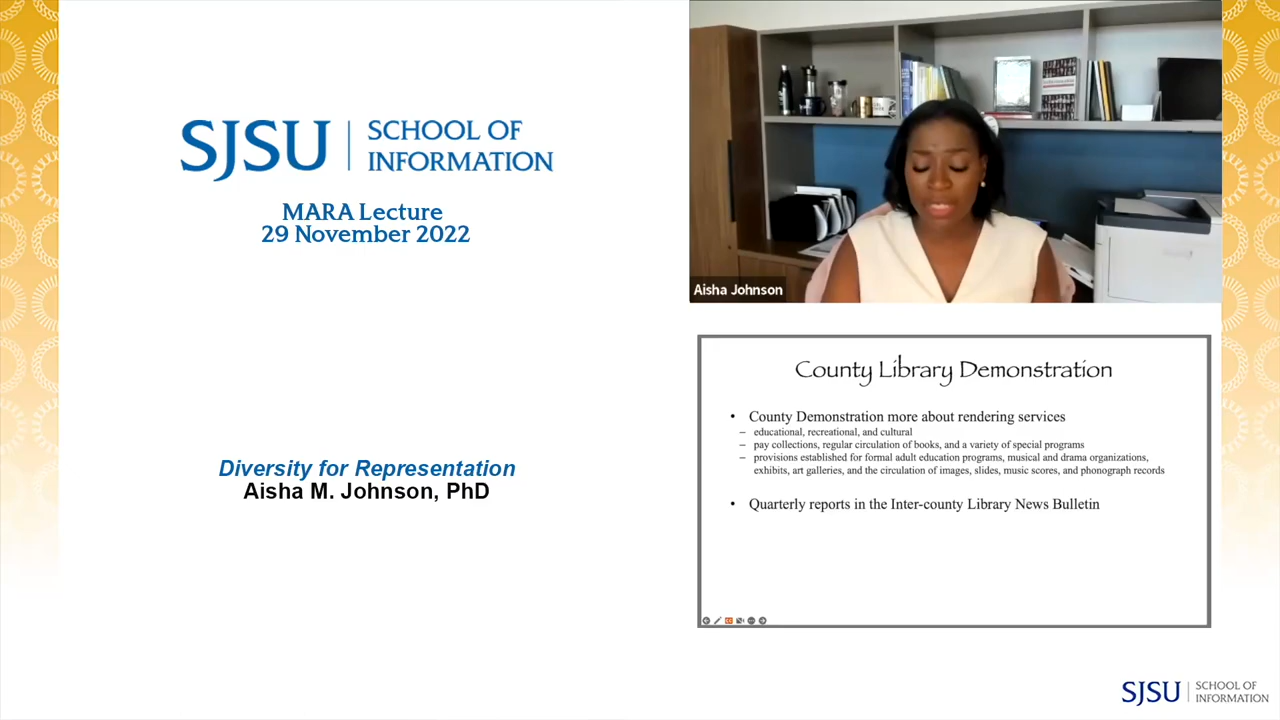 SJSU | SCHOOL OF
INFORMATION
MARA Lecture
29 November 2022
Diversity for Representation
Aisha M. Johnson, PhD
Aisha Johnson
County Library Demonstration
• County Demonstration more about rendering services
– educational, recreational, and cultural
– pay collections, regular circulation of books, and a variety of special programs
– provisions established for formal adult education programs, musical and drama organizations,
exhibits, art galleries, and the circulation of images, slides, music scores, and phonograph records
• Quarterly reports in the Inter-county Library News Bulletin
SJSU | SCHOOL OF
INFORMATION